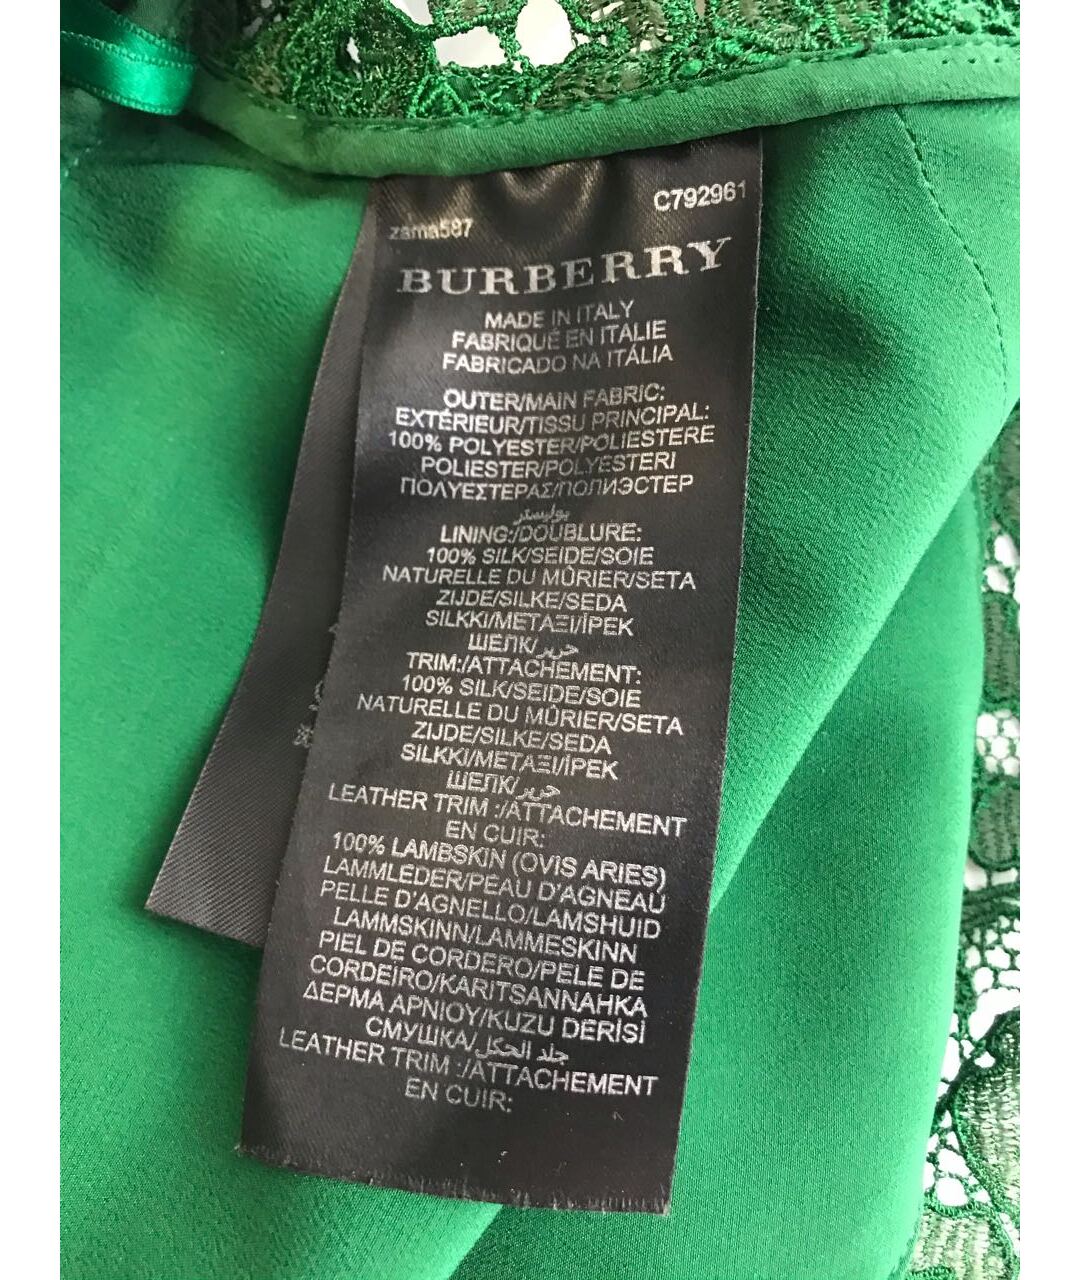 C792961
zama587
BURBERRY
MADE IN ITALY
FABRIQUÉ EN ITALIE
FABRICADO NA ITÁLIA
OUTER/MAIN FABRIC:
EXTÉRIEUR/TISSU PRINCIPAL:
100% POLYESTER/POLIESTERE
POLIESTER/POLYESTERI
ΠΟΛΥΕΣΤΕΡΑΣ/ПОЛИЭСТЕР
بوليستر
LINING:/DOUBLURE:
100% SILK/SEIDE/SOIE
NATURELLE DU MÛRIER/SETA
ZIJDE/SILKE/SEDA
SILKKI/ΜΕΤΑΞΙ/İPEK
ШЕЛК/حرير
TRIM:/ATTACHEMENT:
100% SILK/SEIDE/SOIE
NATURELLE DU MÛRIER/SETA
ZIJDE/SILKE/SEDA
SILKKI/ΜΕΤΑΞΙ/İPEK
ШЕЛК/حرير
LEATHER TRIM :/ATTACHEMENT
EN CUIR:
100% LAMBSKIN (OVIS ARIES)
LAMMLEDER/PEAU D'AGNEAU
PELLE D'AGNELLO/LAMSHUID
LAMMSKINN/LAMMESKINN
PIEL DE CORDERO/PELE DE
CORDEIRO/KARITSANNAHKA
ΔΕΡΜΑ ΑΡΝΙΟΥ/KUZU DERİSİ
СМУШКА/جلد الحكل
LEATHER TRIM :/ATTACHEMENT
EN CUIR: